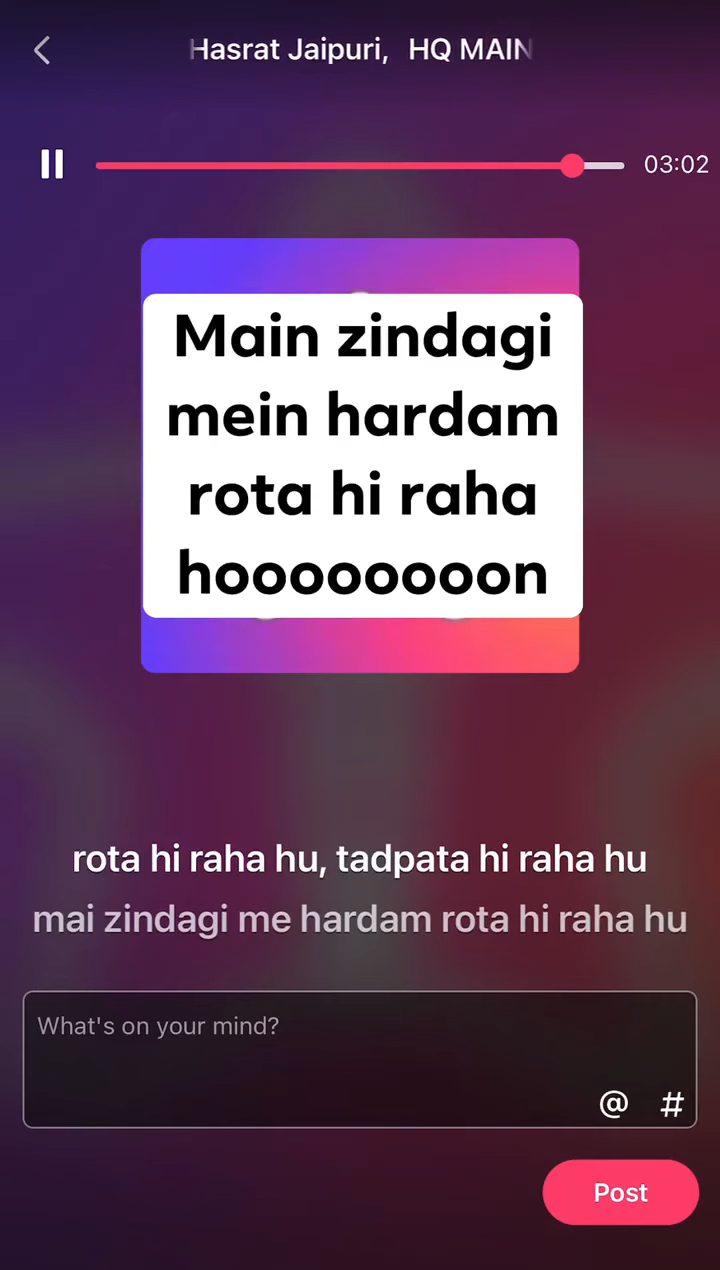 Hasrat Jaipuri, HQ MAIN
03:02
Main zindagi
mein hardam
rota hi raha
hooooooooon
rota hi raha hu, tadpata hi raha hu
mai zindagi me hardam rota hi raha hu
What's on your mind?
@ #
Post